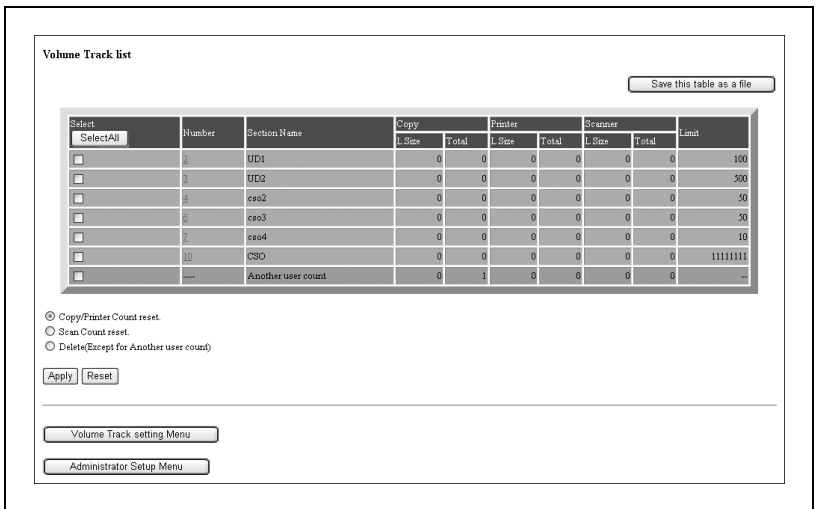 Volume Track list
Save this table as a file
Select Number Section Name Copy Printer Scanner Limit
SelectAll L Size Total L Size Total L Size Total
2 UD1 0 0 0 0 0 0 100
3 UD2 0 0 0 0 0 0 500
4 cso2 0 0 0 0 0 0 50
6 cso3 0 0 0 0 0 0 50
7 cso4 0 0 0 0 0 0 10
10 CSO 0 0 0 0 0 0 11111111
---- Another user count 0 1 0 0 0 0 --
Copy/Printer Count reset.
Scan Count reset.
Delete(Except for Another user count)
Apply Reset
Volume Track setting Menu
Administrator Setup Menu